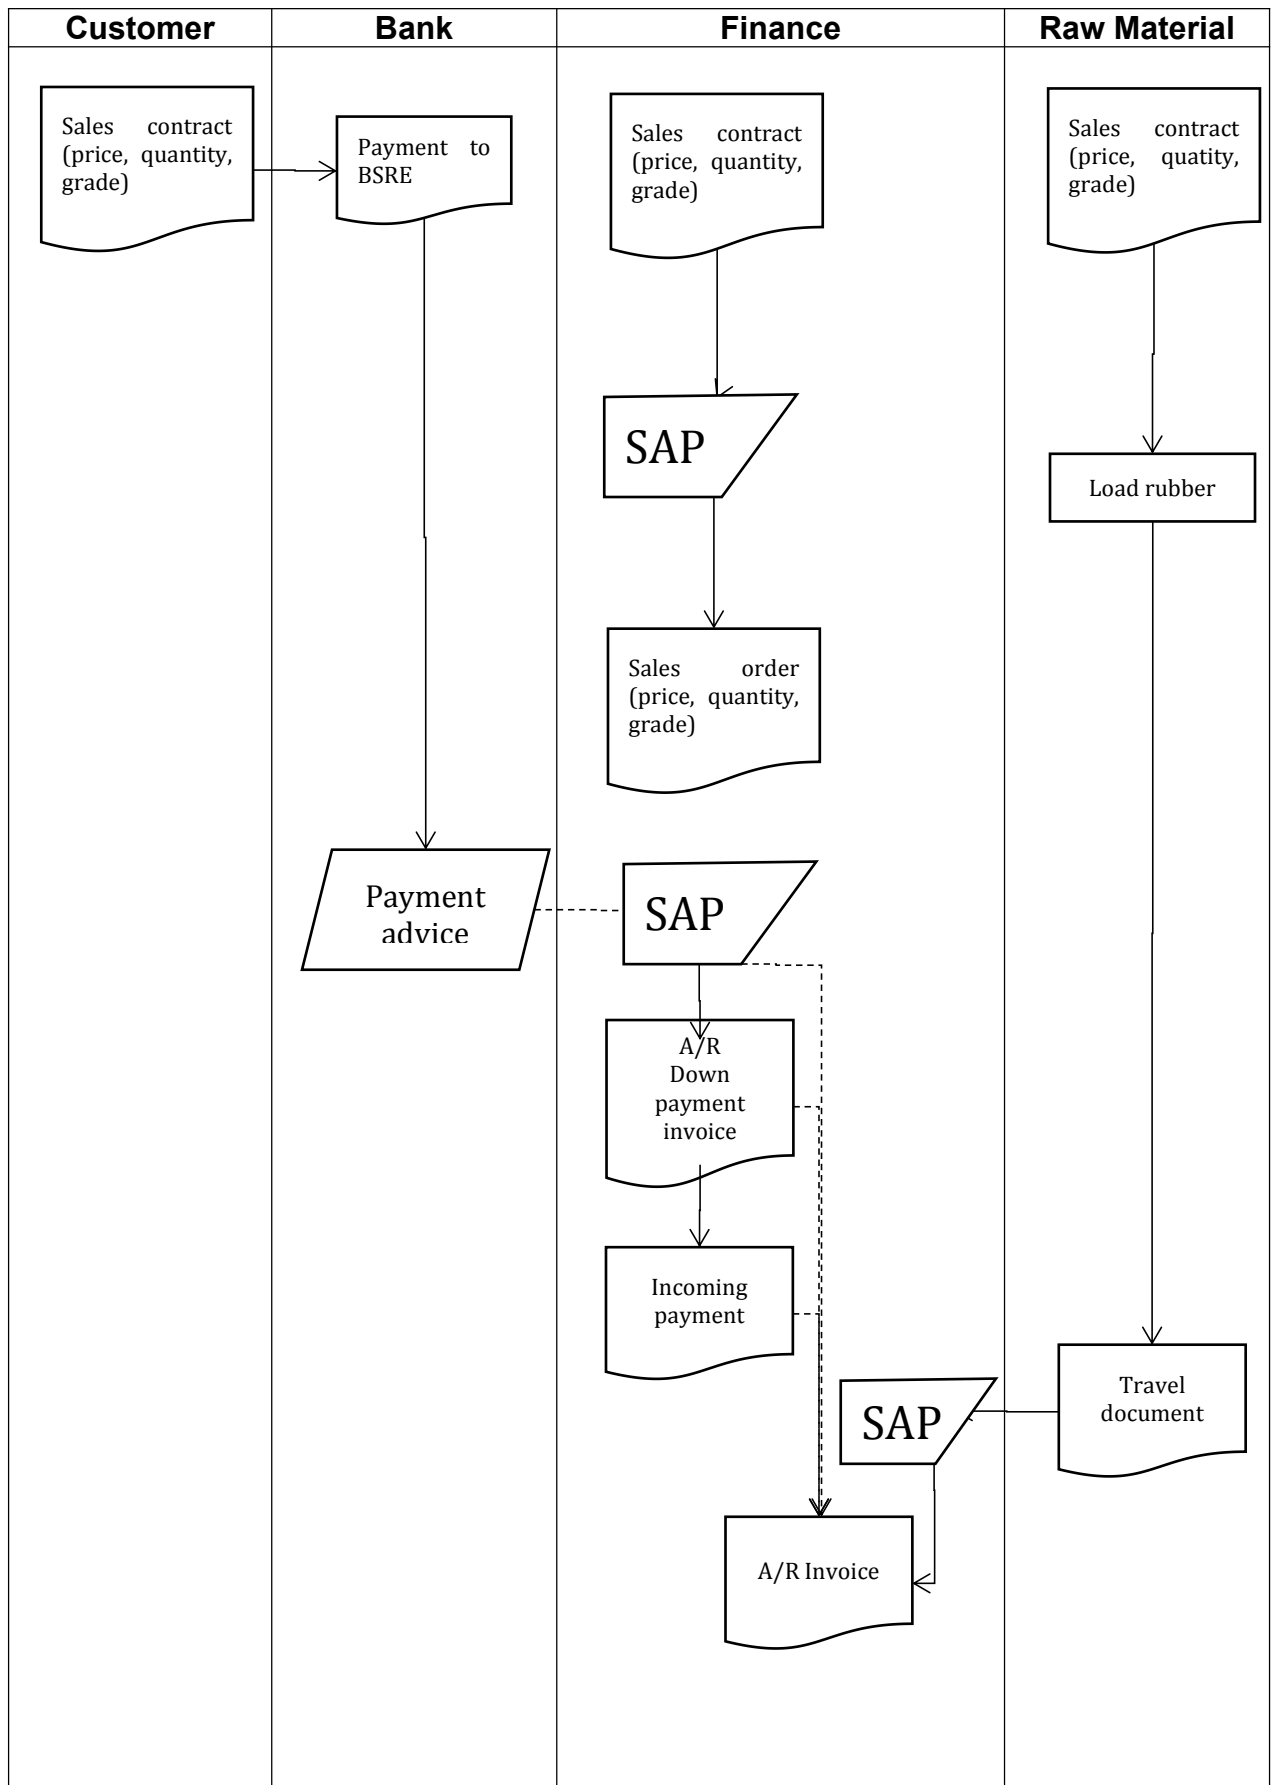 Customer
Bank
Finance
Raw Material
Sales contract
(price, quantity,
grade)
Payment to
BSRE
Sales contract
(price, quantity,
grade)
Sales contract
(price, quatity,
grade)
SAP
Load rubber
Sales order
(price, quantity,
grade)
Payment
advice
SAP
A/R
Down
payment
invoice
Incoming
payment
Travel
document
SAP
A/R Invoice